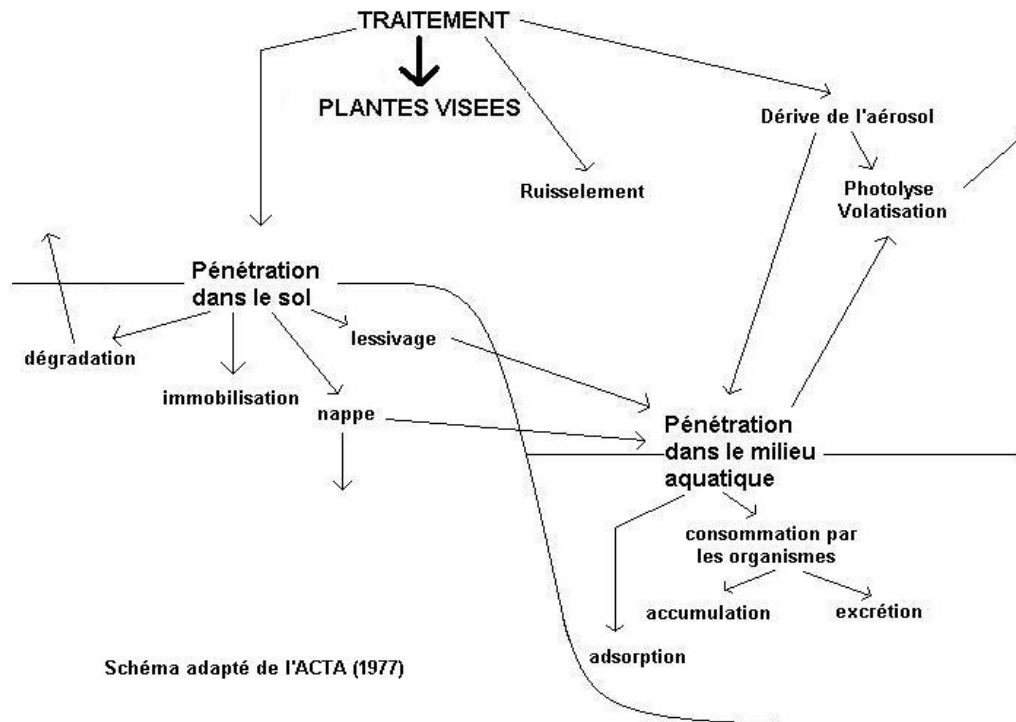 TRAITEMENT
PLANTES VISEES
Dérive de l'aérosol
Ruisselement
Photolyse
Volatisation
Pénétration
dans le sol
lessivage
dégradation
immobilisation
nappe
Pénétration
dans le milieu
aquatique
consommation par
les organismes
accumulation
excrétion
adsorption
Schéma adapté de l'ACTA (1977)